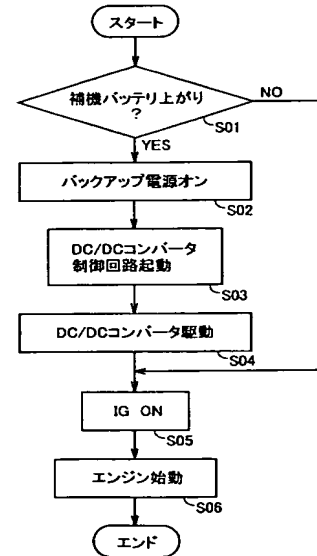 スタート
補機バッテリ上がり
?
NO
S01
YES
バックアップ電源オン
S02
DC/DCコンバータ
制御回路起動
S03
DC/DCコンバータ駆動
S04
IG ON
S05
エンジン始動
S06
エンド